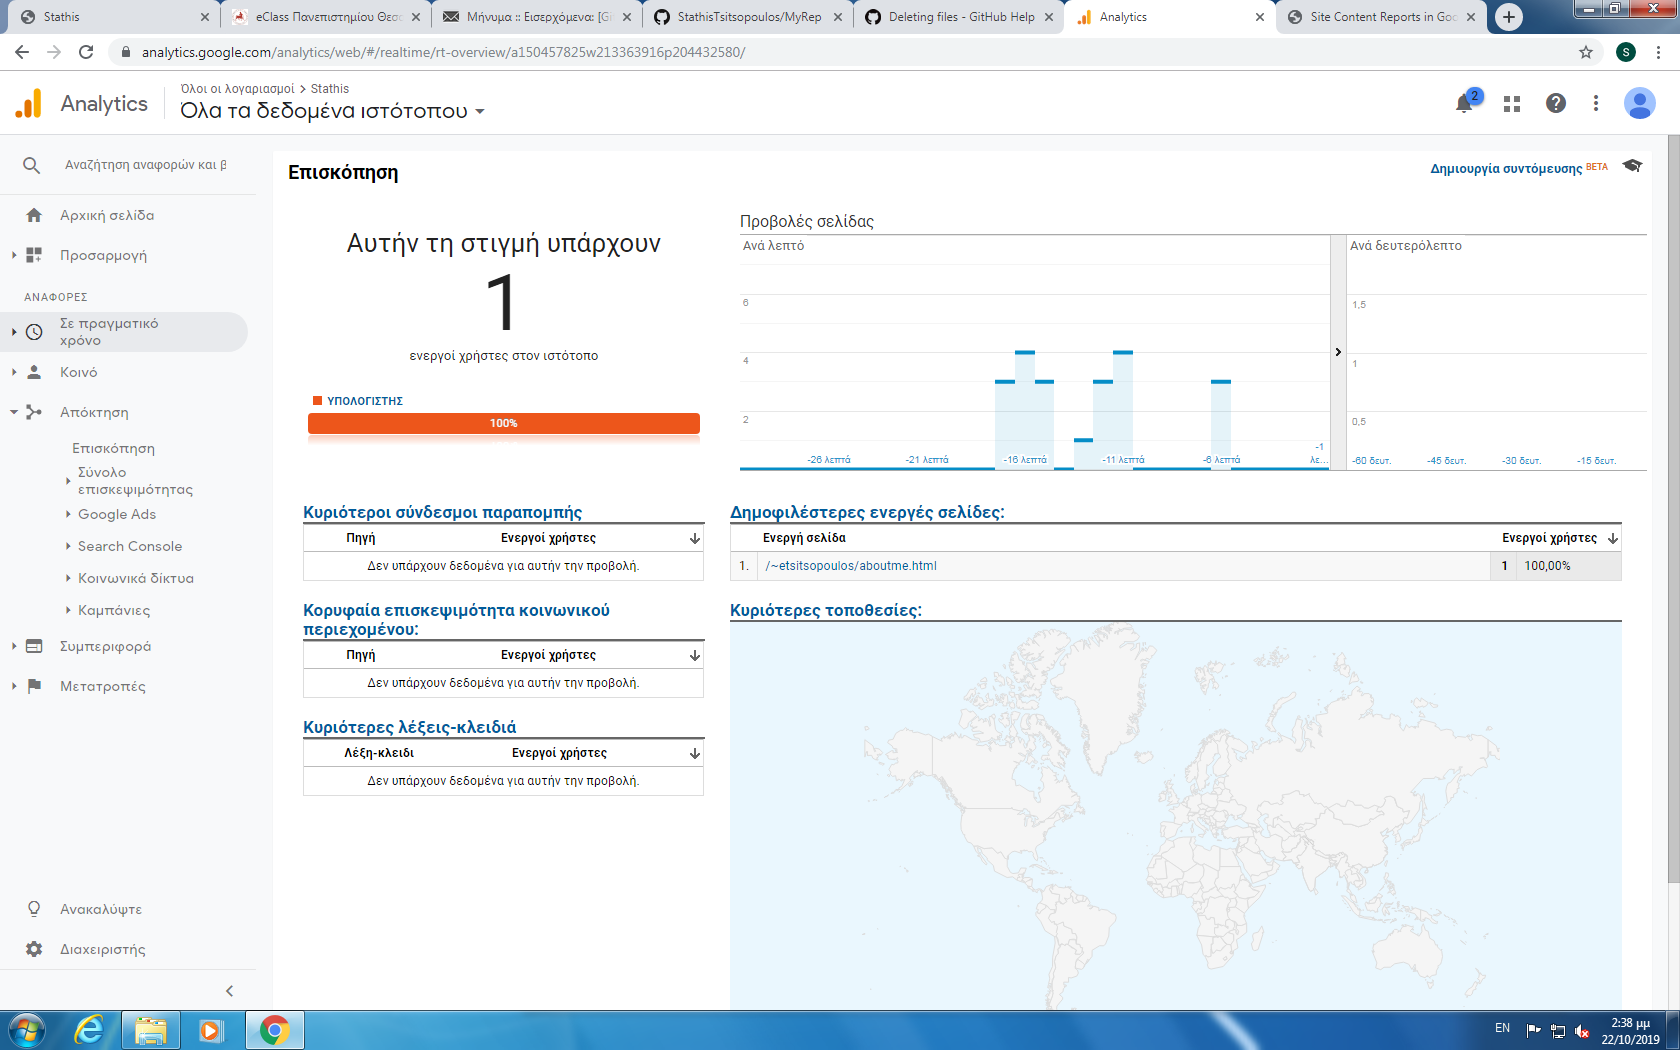 Stathis
eClass Πανεπιστημίου Θεσσ
Μήνυμα :: Εισερχόμενα: [Gi
StathisTsitsopoulos/MyRep
Deleting files - GitHub Help
Analytics
Site Content Reports in Goo
analytics.google.com/analytics/web/#/realtime/rt-overview/a150457825w213363916p204432580/
S
Analytics
Όλοι οι λογαριασμοί > Stathis
Όλα τα δεδομένα ιστότοπου
2
Αναζήτηση αναφορών και β
Αρχική σελίδα
Προσαρμογή
ΑΝΑΦΟΡΕΣ
Σε πραγματικό
χρόνο
Κοινό
Απόκτηση
Επισκόπηση
Σύνολο
επισκεψιμότητας
Google Ads
Search Console
Κοινωνικά δίκτυα
Καμπάνιες
Συμπεριφορά
Μετατροπές
Ανακαλύψτε
Διαχειριστής
Επισκόπηση
Δημιουργία συντόμευσης BETA
Αυτήν τη στιγμή υπάρχουν
1
ενεργοί χρήστες στον ιστότοπο
ΥΠΟΛΟΓΙΣΤΗΣ
100%
Προβολές σελίδας
Ανά λεπτό
6
4
2
-26 λεπτά
-21 λεπτά
-16 λεπτά
-11 λεπτά
-6 λεπτά
-1
λε...
Ανά δευτερόλεπτο
1,5
1
0,5
-60 δευτ.
-45 δευτ.
-30 δευτ.
-15 δευτ.
Κυριότεροι σύνδεσμοι παραπομπής
Πηγή Ενεργοί χρήστες
Δεν υπάρχουν δεδομένα για αυτήν την προβολή.
Κορυφαία επισκεψιμότητα κοινωνικού
περιεχομένου:
Πηγή Ενεργοί χρήστες
Δεν υπάρχουν δεδομένα για αυτήν την προβολή.
Κυριότερες λέξεις-κλειδιά
Λέξη-κλειδί Ενεργοί χρήστες
Δεν υπάρχουν δεδομένα για αυτήν την προβολή.
Δημοφιλέστερες ενεργές σελίδες:
Ενεργή σελίδα Ενεργοί χρήστες
1. /~etsitsopoulos/aboutme.html 1 100,00%
Κυριότερες τοποθεσίες:
EN
2:38 μμ
22/10/2019